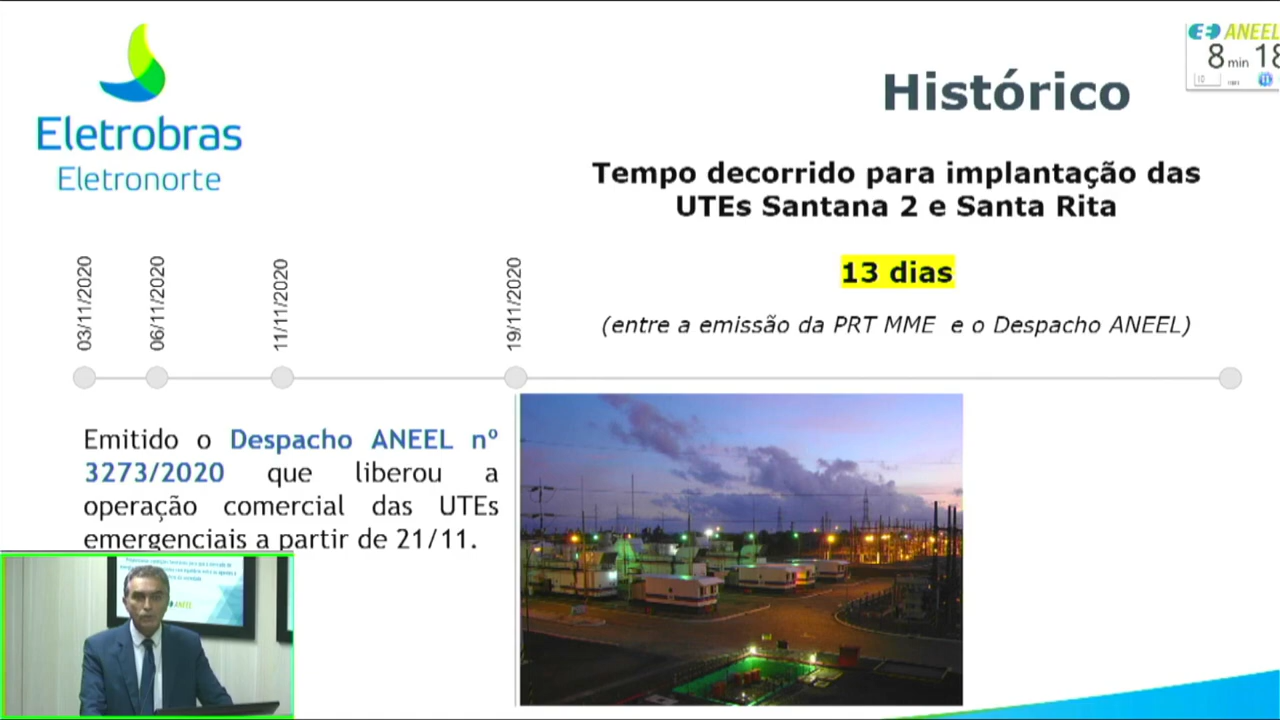 Eletrobras
Eletronorte
Histórico
ANEEL
8 min 18
Tempo decorrido para implantação das
UTEs Santana 2 e Santa Rita
13 dias
(entre a emissão da PRT MME e o Despacho ANEEL)
03/11/2020
06/11/2020
11/11/2020
19/11/2020
Emitido o Despacho ANEEL nº
3273/2020 que liberou a
operação comercial das UTEs
emergenciais a partir de 21/11.